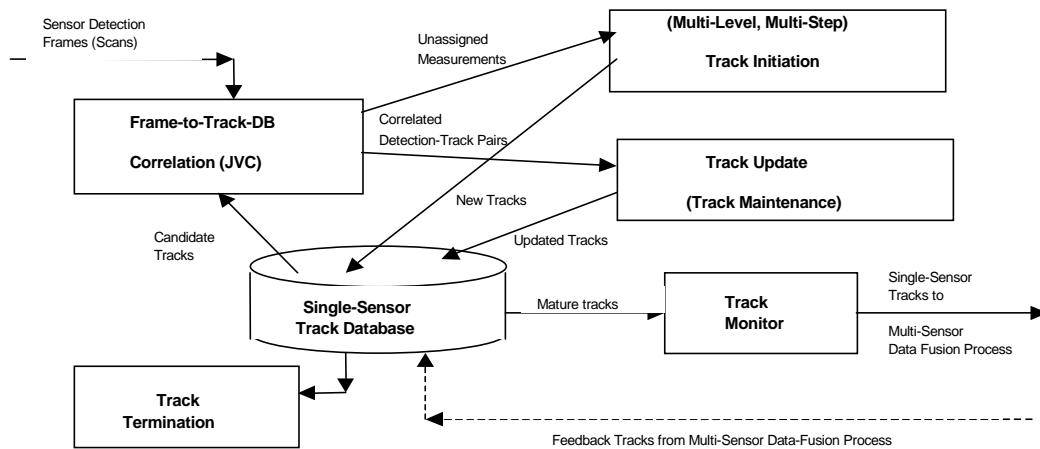 Sensor Detection
Frames (Scans)
Unassigned
Measurements
(Multi-Level, Multi-Step)
Track Initiation
Frame-to-Track-DB
Correlation (JVC)
Correlated
Detection-Track Pairs
Track Update
(Track Maintenance)
New Tracks
Candidate
Tracks
Updated Tracks
Single-Sensor
Track Database
Mature tracks
Track
Monitor
Single-Sensor
Tracks to
Multi-Sensor
Data Fusion Process
Track
Termination
Feedback Tracks from Multi-Sensor Data-Fusion Process